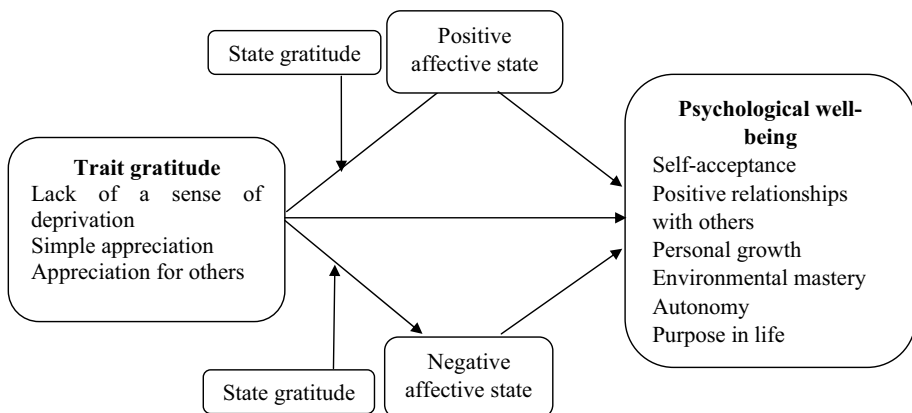 State gratitude
Positive
affective state
Trait gratitude
Lack of a sense of
deprivation
Simple appreciation
Appreciation for others
Psychological well-
being
Self-acceptance
Positive relationships
with others
Personal growth
Environmental mastery
Autonomy
Purpose in life
State gratitude
Negative
affective state